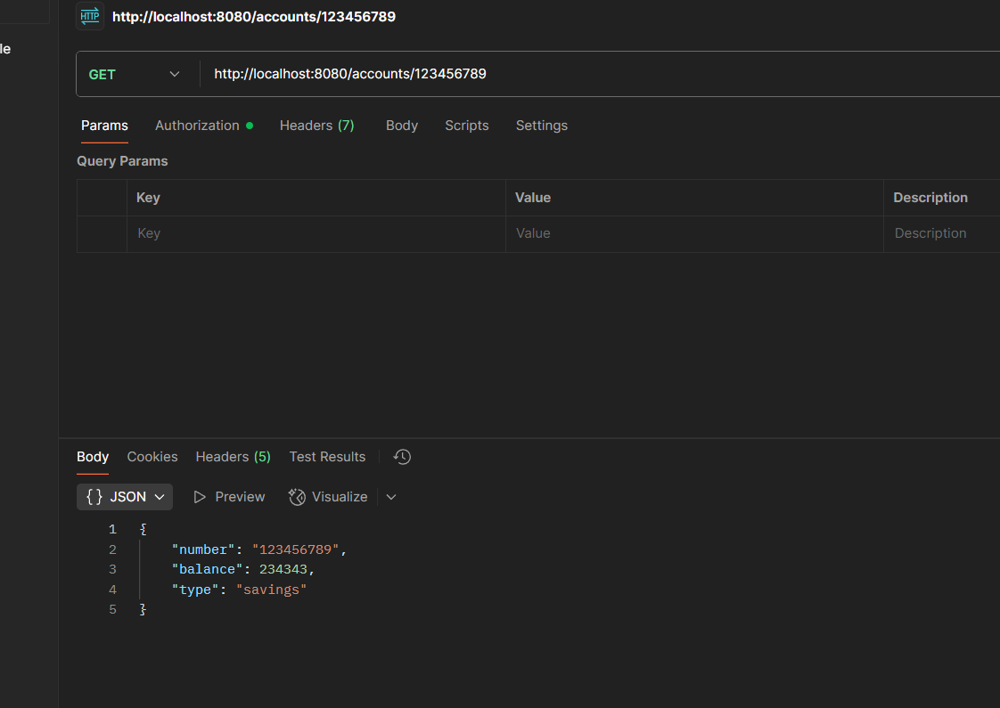 HTTP http://localhost:8080/accounts/123456789
le
GET http://localhost:8080/accounts/123456789
Params Authorization Headers (7) Body Scripts Settings
Query Params
Key Value Description
Key Value Description
Body Cookies Headers (5) Test Results
{} JSON Preview Visualize
1 {
2 "number": "123456789",
3 "balance": 234343,
4 "type": "savings"
5 }